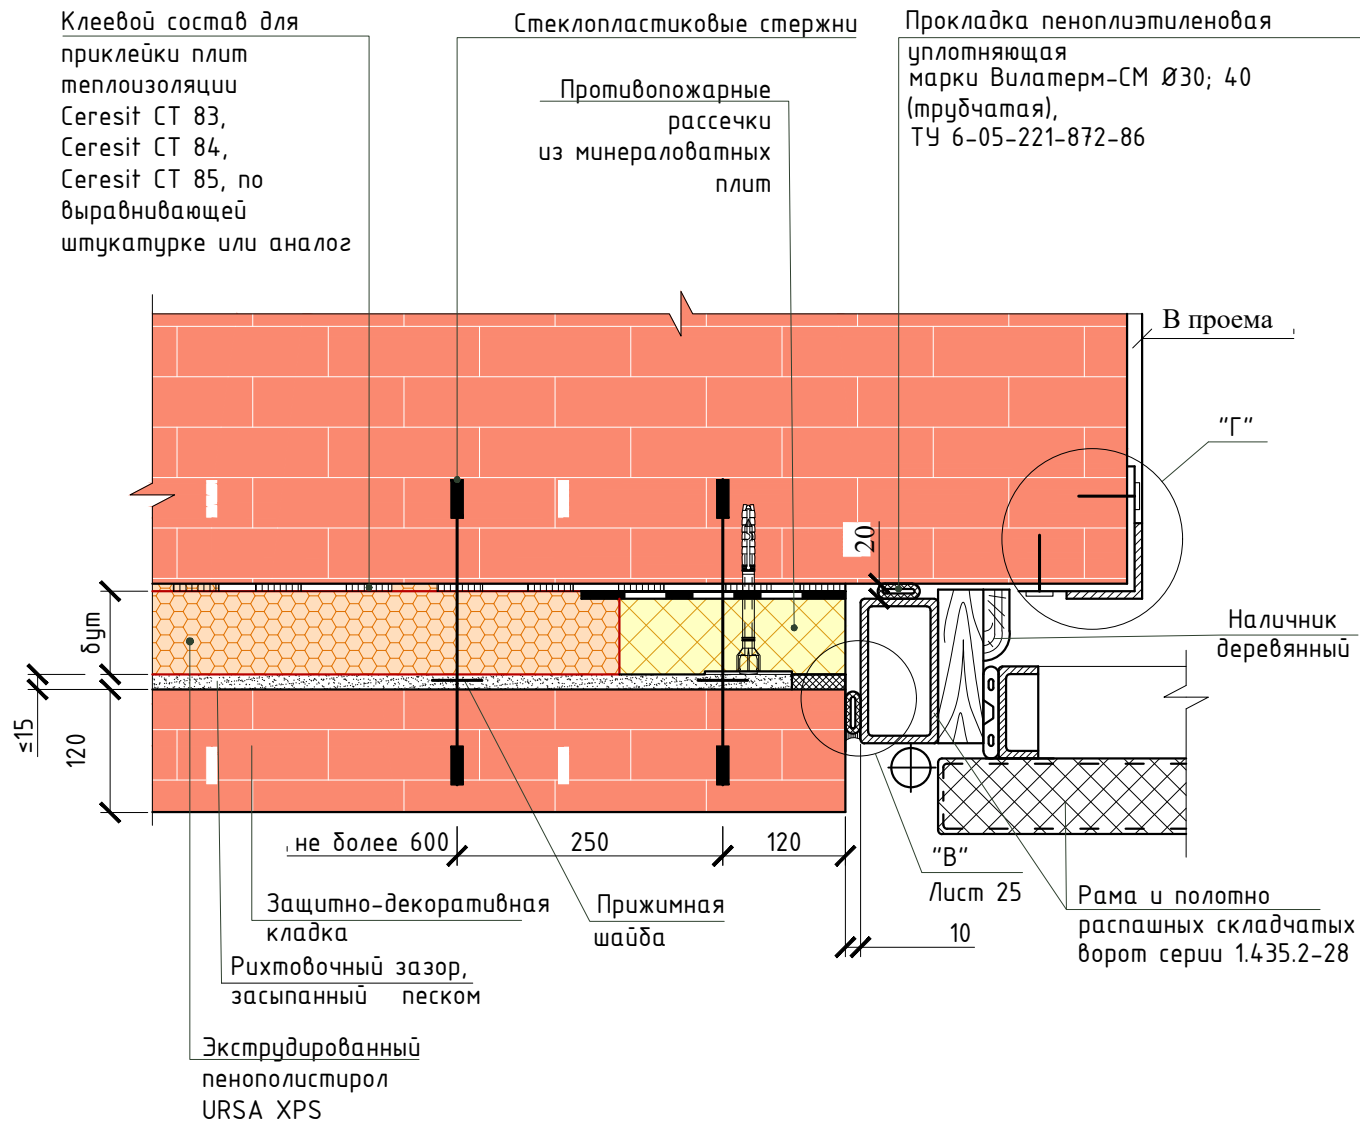 Клеевой состав для
приклейки плит
теплоизоляции
Ceresit CT 83,
Ceresit CT 84,
Ceresit CT 85, по
выравнивающей
штукатурке или аналог
Стеклопластиковые стержни
Противопожарные
рассечки
из минераловатных
плит
Прокладка пеноплиэтиленовая
уплотняющая
марки Вилатерм-СМ Ø30; 40
(трубчатая),
ТУ 6-05-221-872-86
В проема
"Г"
20
Наличник
деревянный
δут
≤15
120
не более 600
250
120
"В"
Лист 25
10
Защитно-декоративная
кладка
Прижимная
шайба
Рама и полотно
распашных складчатых
ворот серии 1.435.2-28
Рихтовочный зазор,
засыпанный песком
Экструдированный
пенополистирол
URSA XPS